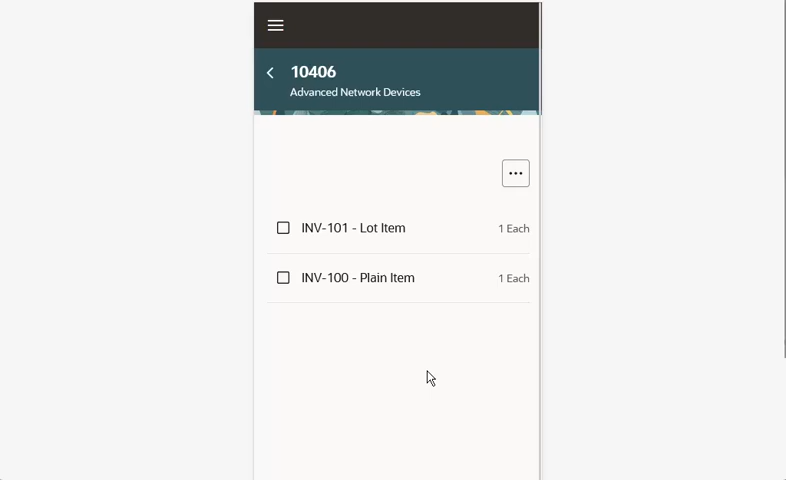 10406
Advanced Network Devices
INV-101 - Lot Item 1 Each
INV-100 - Plain Item 1 Each